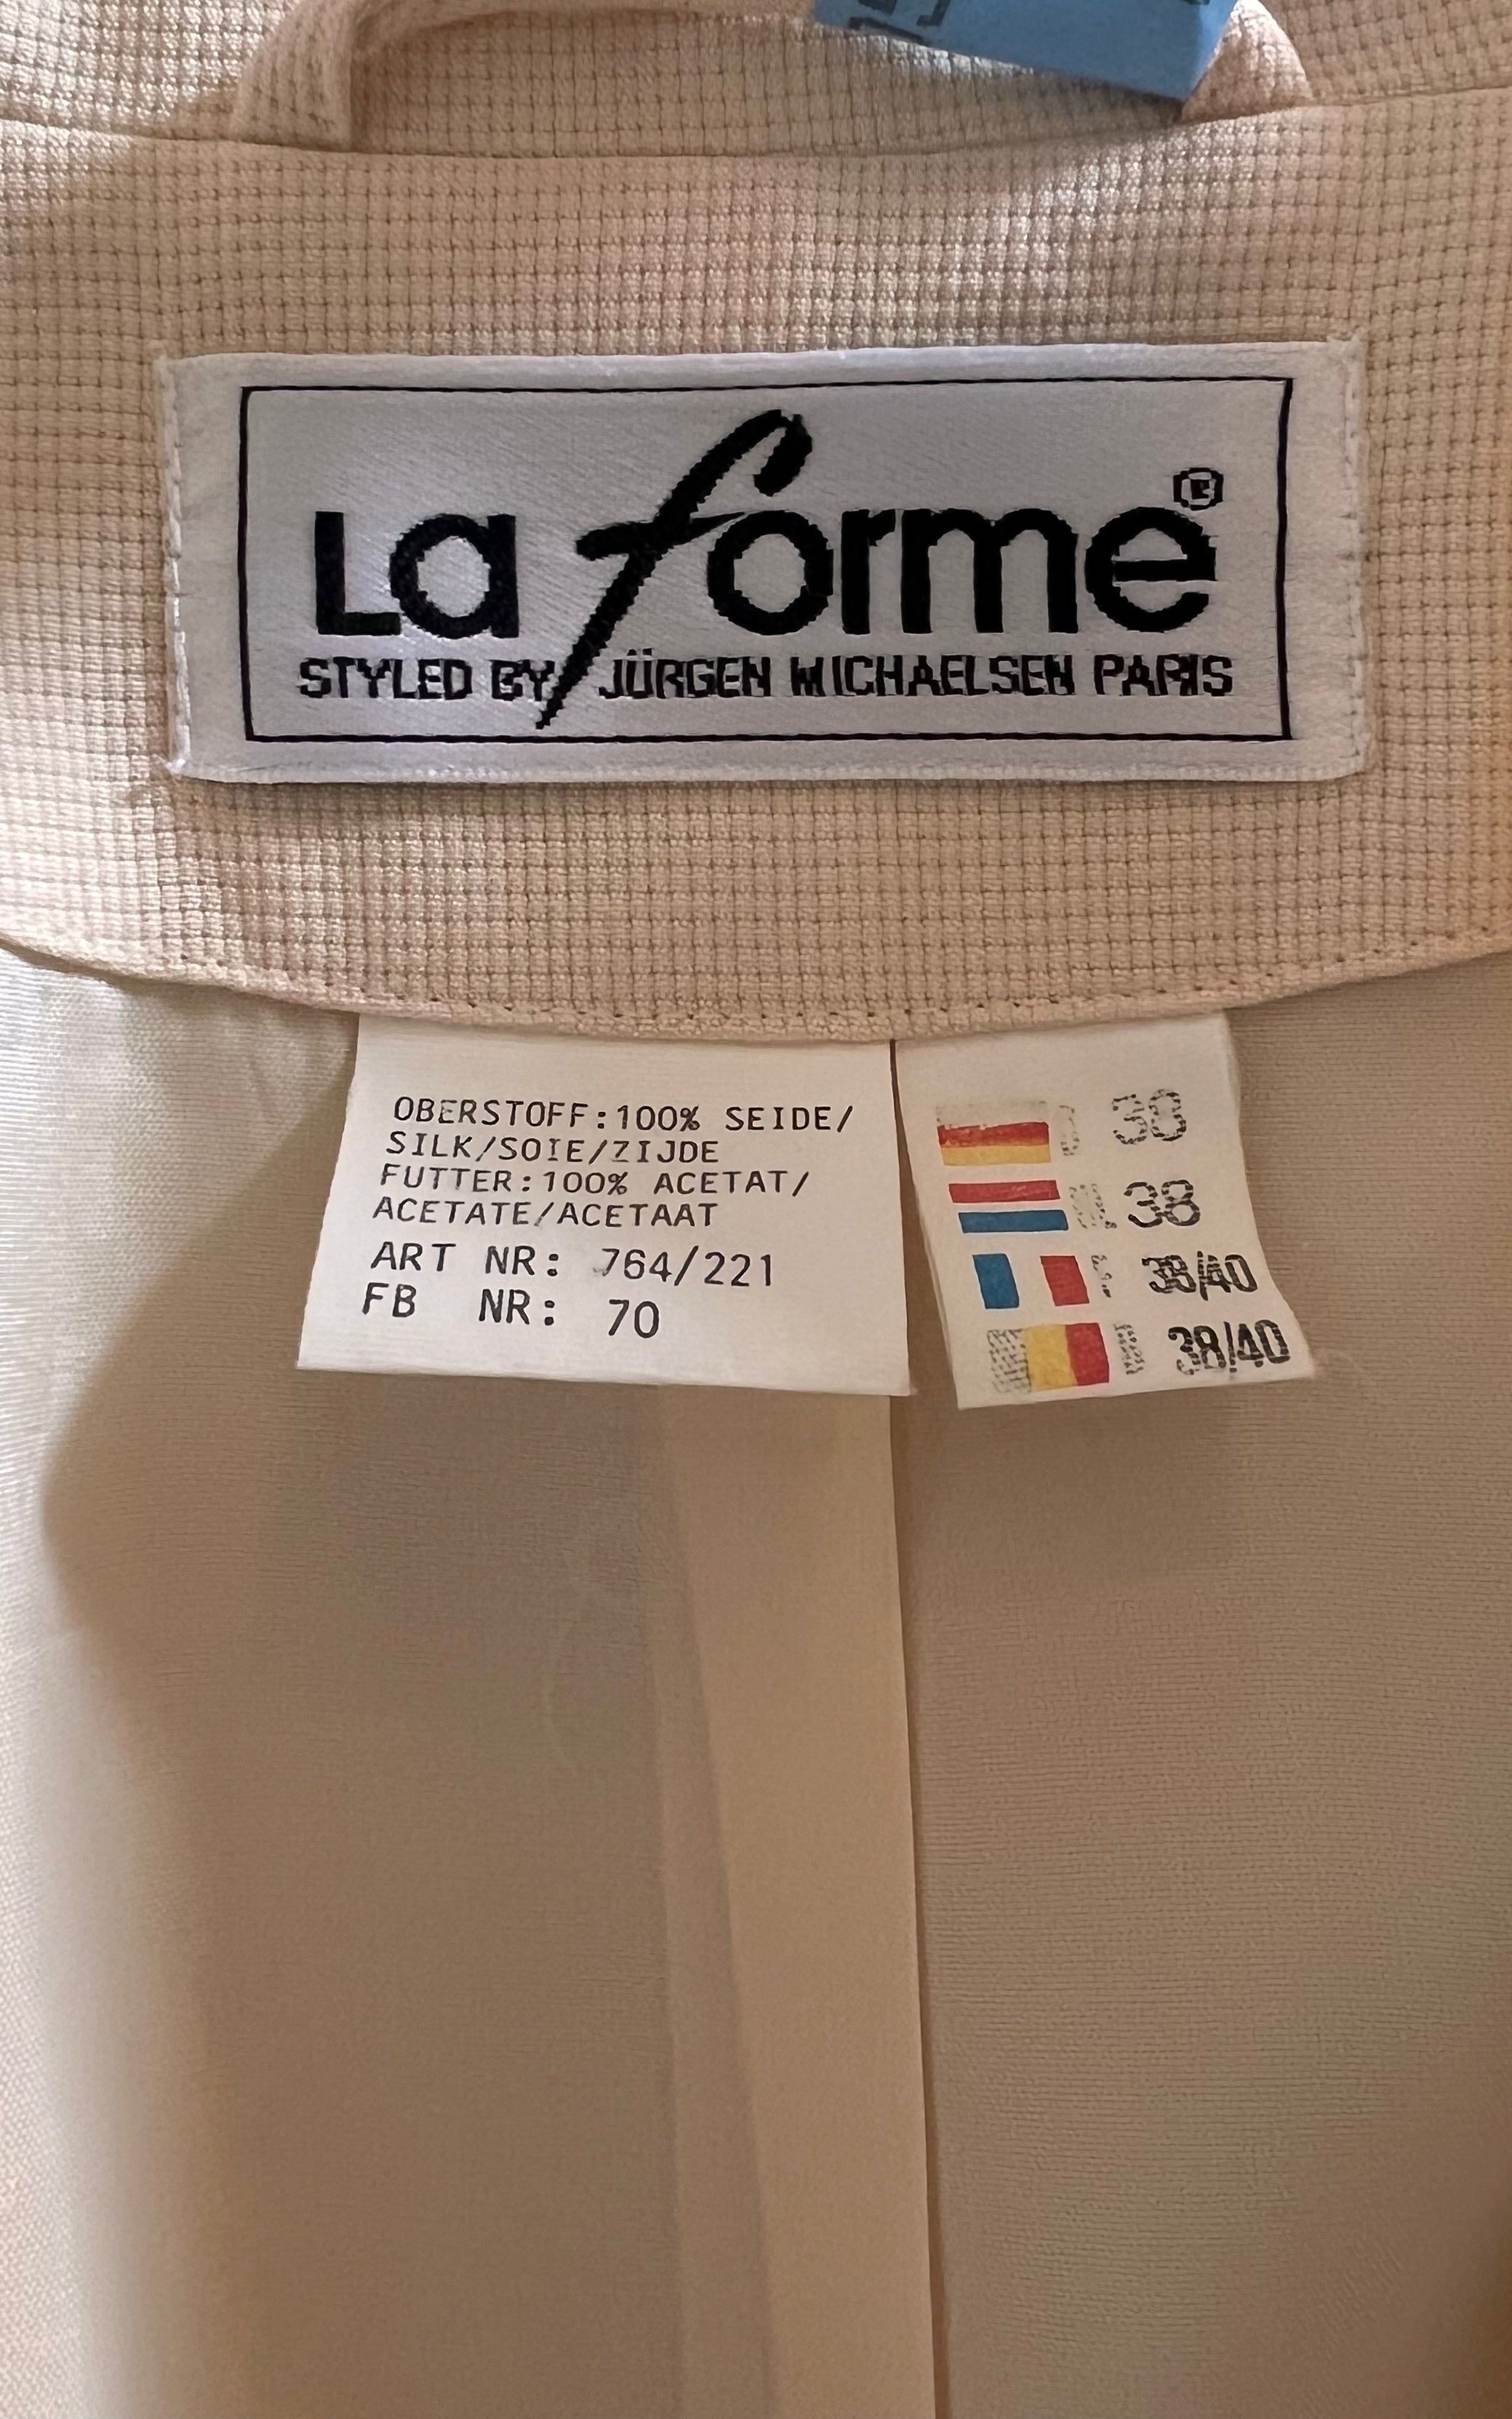 La forme®
STYLED BY JÜRGEN MICHAELSEN PARIS
OBERSTOFF:100% SEIDE/
SILK/SOIE/ZIJDE
FUTTER:100% ACETAT/
ACETATE/ACETAAT
ART NR: 764/221
FB NR: 70
38
38
38/40
38/40